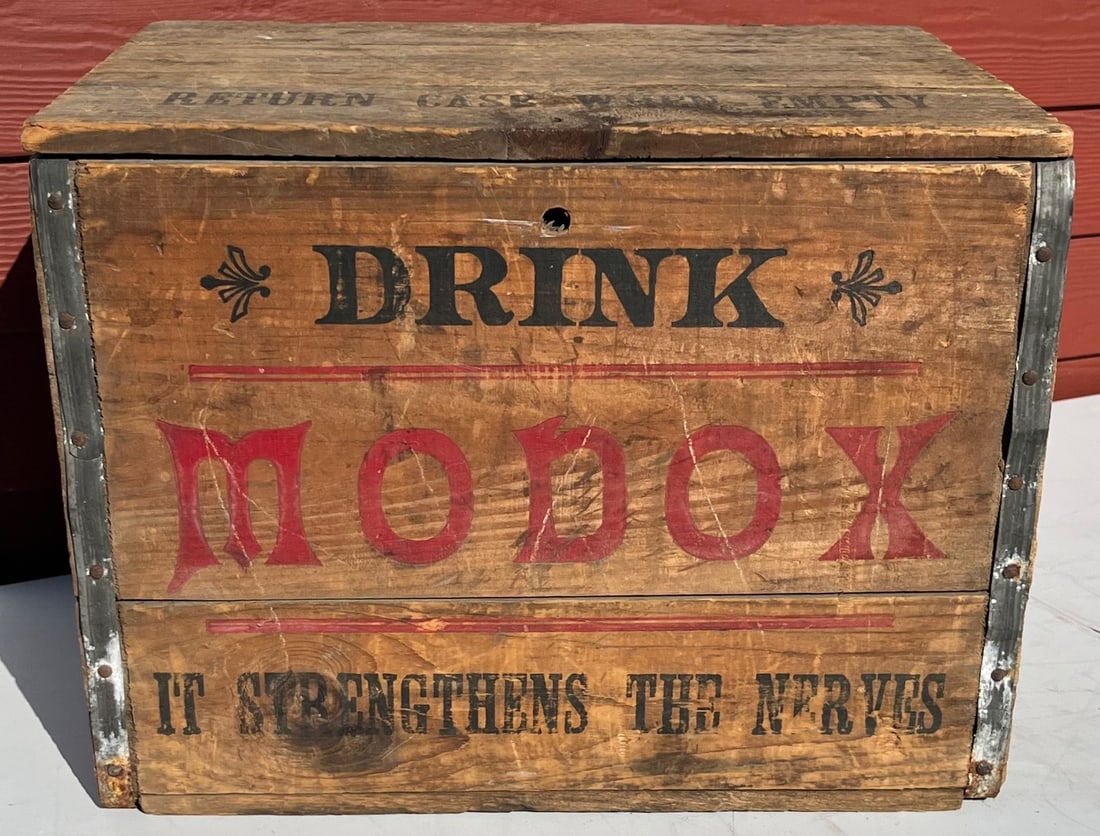 RETURN CASE WHEN EMPTY
DRINK
MODOX
IT STRENGTHENS THE NERVES